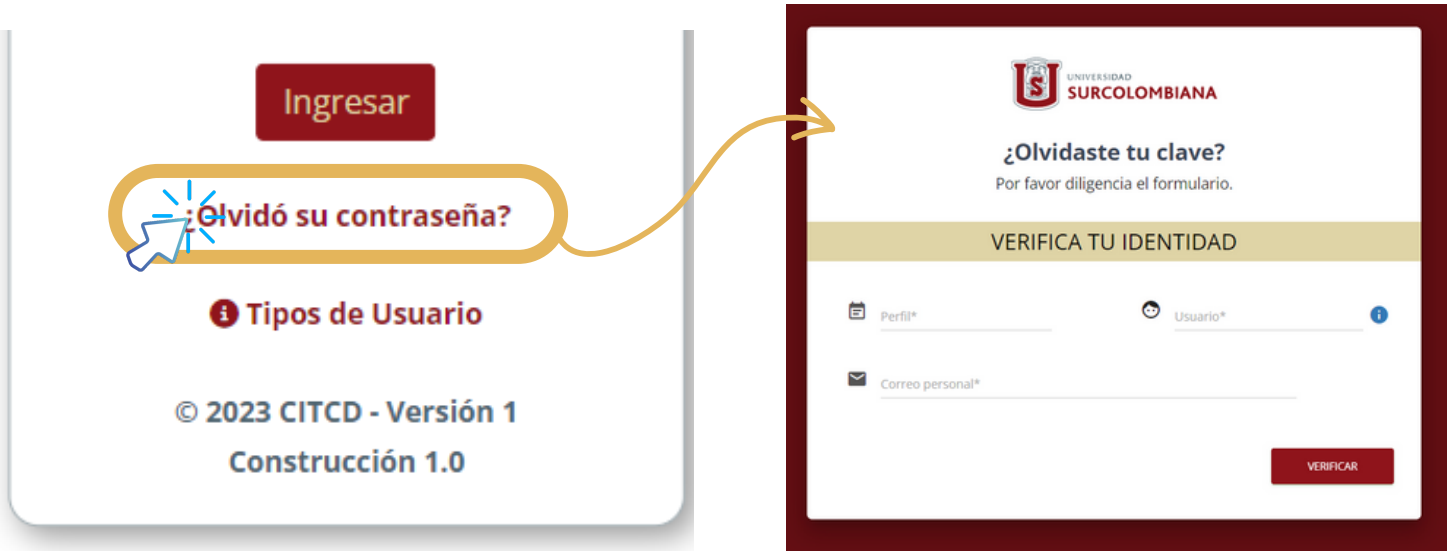 Ingresar
¿Olvidó su contraseña?
Tipos de Usuario
© 2023 CITCD - Versión 1
Construcción 1.0
UNIVERSIDAD
SURCOLOMBIANA
¿Olvidaste tu clave?
Por favor diligencia el formulario.
VERIFICA TU IDENTIDAD
Perfil*
Usuario*
Correo personal*
VERIFICAR